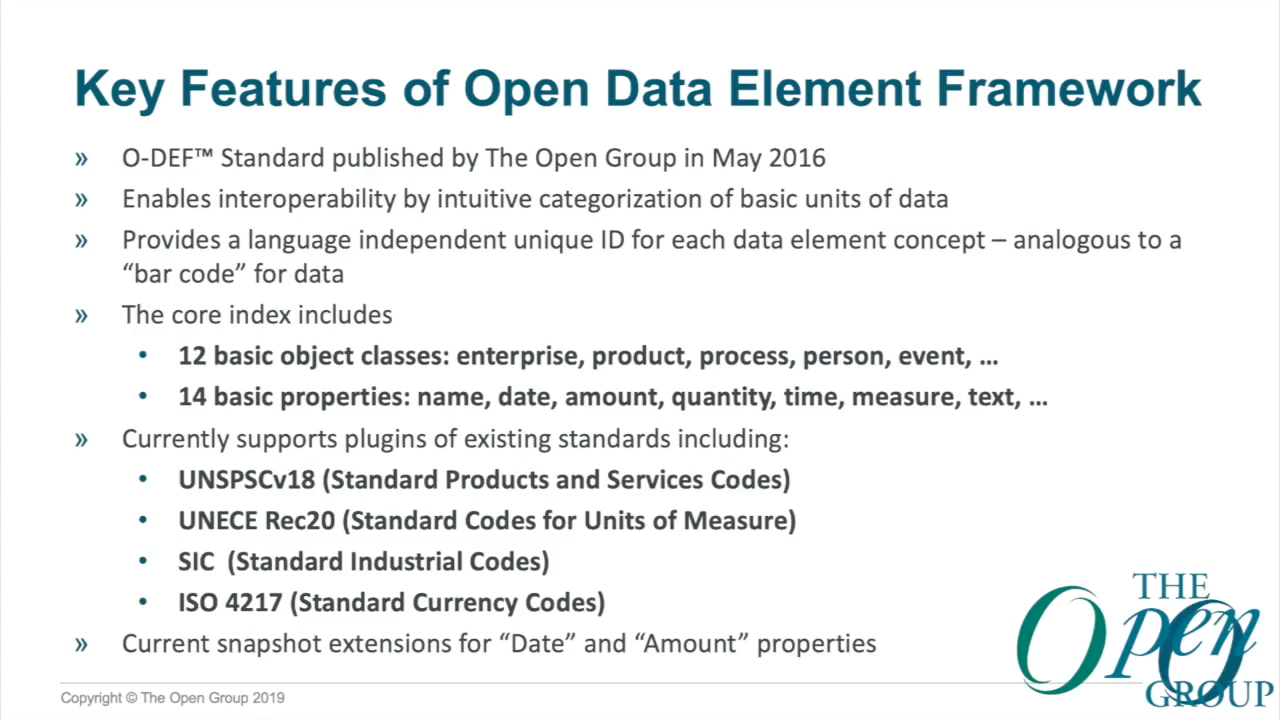 Key Features of Open Data Element Framework
» O-DEF™ Standard published by The Open Group in May 2016
» Enables interoperability by intuitive categorization of basic units of data
» Provides a language independent unique ID for each data element concept – analogous to a
“bar code” for data
» The core index includes
• 12 basic object classes: enterprise, product, process, person, event, …
• 14 basic properties: name, date, amount, quantity, time, measure, text, …
» Currently supports plugins of existing standards including:
• UNSPSCv18 (Standard Products and Services Codes)
• UNECE Rec20 (Standard Codes for Units of Measure)
• SIC  (Standard Industrial Codes)
• ISO 4217 (Standard Currency Codes)
» Current snapshot extensions for “Date” and “Amount” properties
Copyright © The Open Group 2019
THE
Open
GROUP